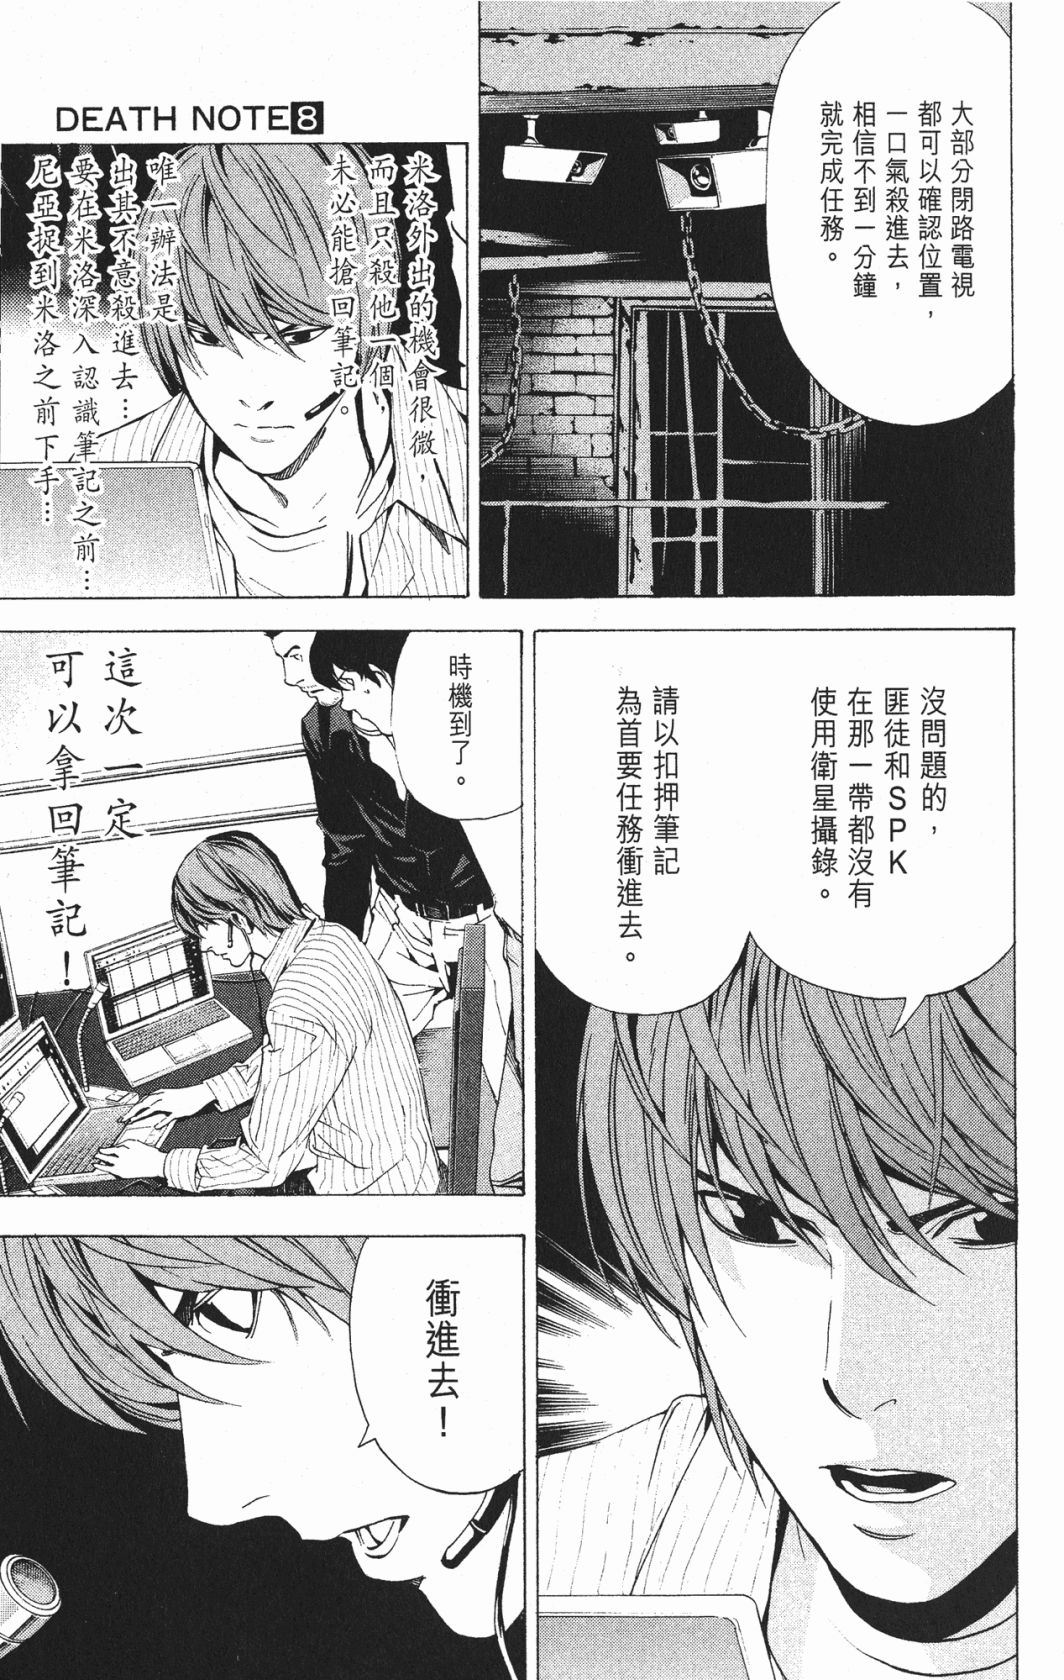 大部分閉路電視
都可以確認位置，
一口氣殺進去，
相信不到一分鐘
就完成任務。
DEATH NOTE 8
米洛外出的機會很微，
而且只殺他一個，
未必能搶回筆記。
唯一辦法是
出其不意殺進去…
要在米洛深入認識筆記之前…
尼亞捉到米洛之前下手…
沒問題的，
匪徒和SPK
在那一帶都沒有
使用衛星攝錄。
請以扣押筆記
為首要任務衝進去。
時機到了。
這次一定
可以拿回筆記！
衝進去！